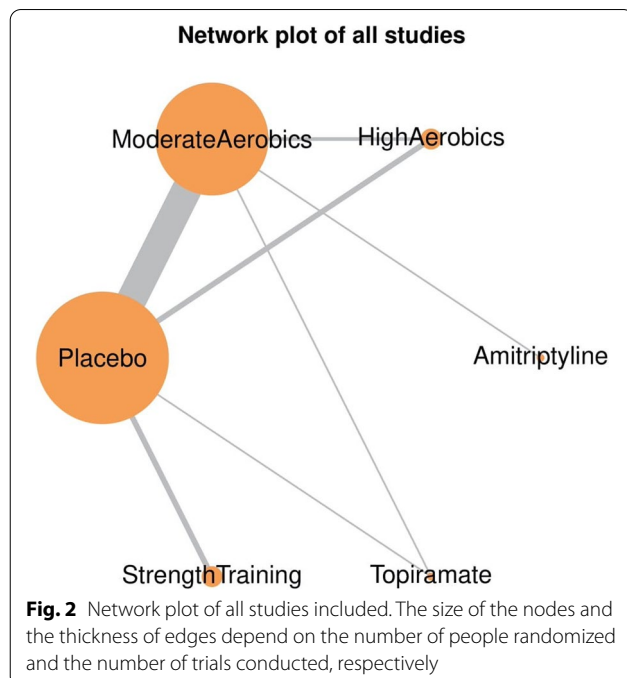 Network plot of all studies
ModerateAerobics
HighAerobics
Placebo
Amitriptyline
StrengthTraining
Topiramate
Fig. 2 Network plot of all studies included. The size of the nodes and
the thickness of edges depend on the number of people randomized
and the number of trials conducted, respectively